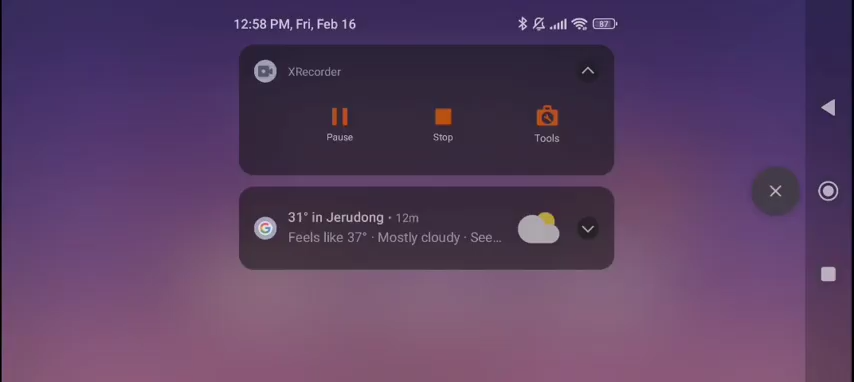 12:58 PM, Fri, Feb 16
87
XRecorder
Pause
Stop
Tools
31° in Jerudong • 12m
Feels like 37° · Mostly cloudy · See...